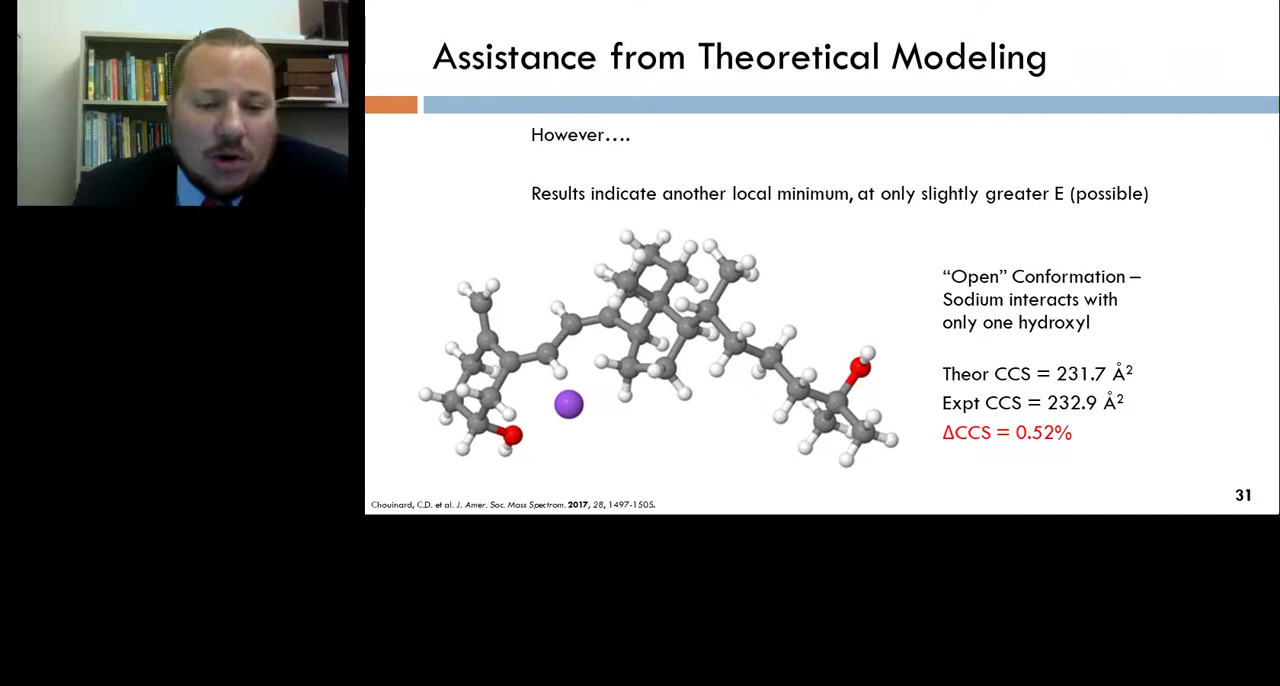 Assistance from Theoretical Modeling
However….
Results indicate another local minimum, at only slightly greater E (possible)
“Open” Conformation –
Sodium interacts with
only one hydroxyl
Theor CCS = 231.7 Å²
Expt CCS = 232.9 Å²
ΔCCS = 0.52%
31
Chouinard, C.D. et al. J. Amer. Soc. Mass Spectrom. 2017, 28, 1497-1505.